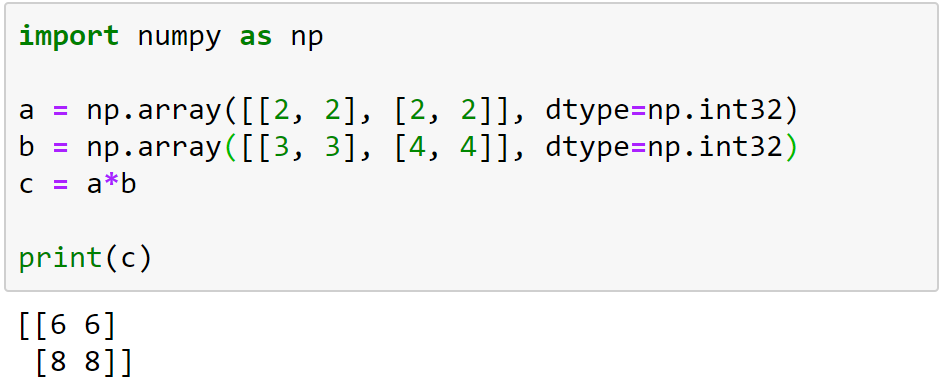 import numpy as np
a = np.array([[2, 2], [2, 2]], dtype=np.int32)
b = np.array([[3, 3], [4, 4]], dtype=np.int32)
c = a*b
print(c)
[[6 6]
 [8 8]]